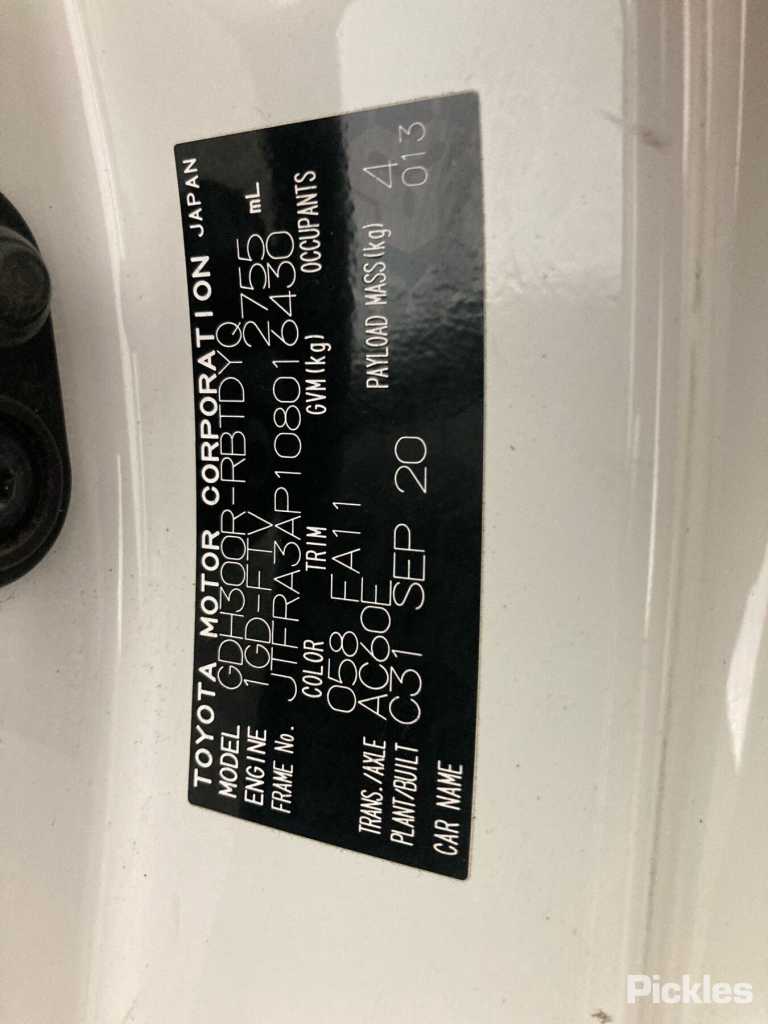 TOYOTA MOTOR CORPORATION JAPAN
MODEL GDH300R-RBTDYQ
ENGINE 1GD-FTV 2755 mL
FRAME No. JTFRA3AP108016430
COLOR TRIM GVM(kg) OCCUPANTS
058 FA11
TRANS./AXLE AC60E PAYLOAD MASS(kg) 4
PLANT/BUILT C31 SEP 20 013
CAR NAME
Pickles